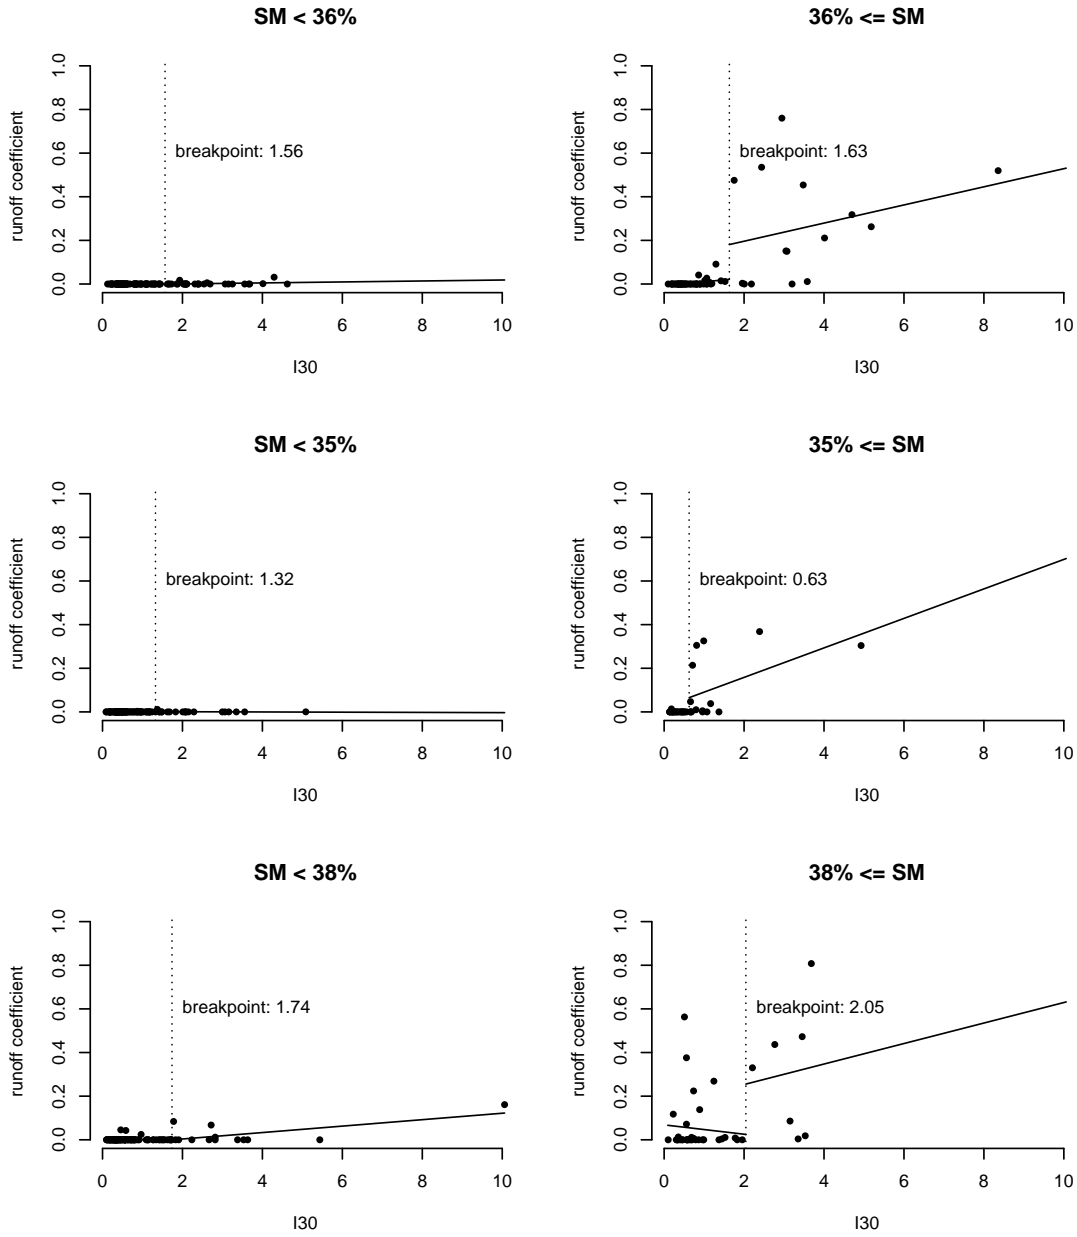 SM < 36%
runoff coefficient
1.0
0.8
0.6
0.4
0.2
0.0
breakpoint: 1.56
0 2 4 6 8 10
I30
36% <= SM
runoff coefficient
1.0
0.8
0.6
0.4
0.2
0.0
breakpoint: 1.63
0 2 4 6 8 10
I30
SM < 35%
runoff coefficient
1.0
0.8
0.6
0.4
0.2
0.0
breakpoint: 1.32
0 2 4 6 8 10
I30
35% <= SM
runoff coefficient
1.0
0.8
0.6
0.4
0.2
0.0
breakpoint: 0.63
0 2 4 6 8 10
I30
SM < 38%
runoff coefficient
1.0
0.8
0.6
0.4
0.2
0.0
breakpoint: 1.74
0 2 4 6 8 10
I30
38% <= SM
runoff coefficient
1.0
0.8
0.6
0.4
0.2
0.0
breakpoint: 2.05
0 2 4 6 8 10
I30